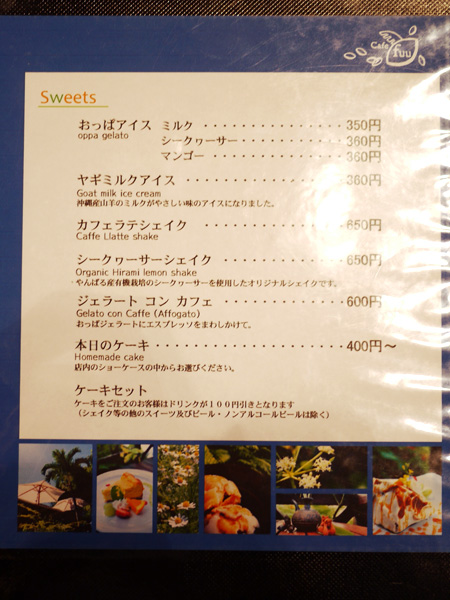 Cafe fuu
Sweets
おっぱアイス ミルク ・・・・・・・・・・・・・・・ 350円
oppa gelato
シークヮーサー ・・・・・・・・・・ 360円
マンゴー ・・・・・・・・・・・・・ 360円
ヤギミルクアイス ・・・・・・・・・・・・・ 360円
Goat milk ice cream
沖縄産山羊のミルクがやさしい味のアイスになりました。
カフェラテシェイク ・・・・・・・・・・・・ 650円
Caffe Llatte shake
シークヮーサーシェイク ・・・・・・・・・・ 650円
Organic Hirami lemon shake
・やんばる産有機栽培のシークヮーサーを使用したオリジナルシェイクです。
ジェラート コン カフェ ・・・・・・・・・・ 600円
Gelato con Caffe (Affogato)
おっぱジェラートにエスプレッソをまわしかけて。
本日のケーキ ・・・・・・・・・・・・・・・ 400円～
Homemade cake
店内のショーケースの中からお選びください。
ケーキセット
ケーキをご注文のお客様はドリンクが１００円引きとなります
（シェイク等の他のスイーツ及びビール・ノンアルコールビールは除く）